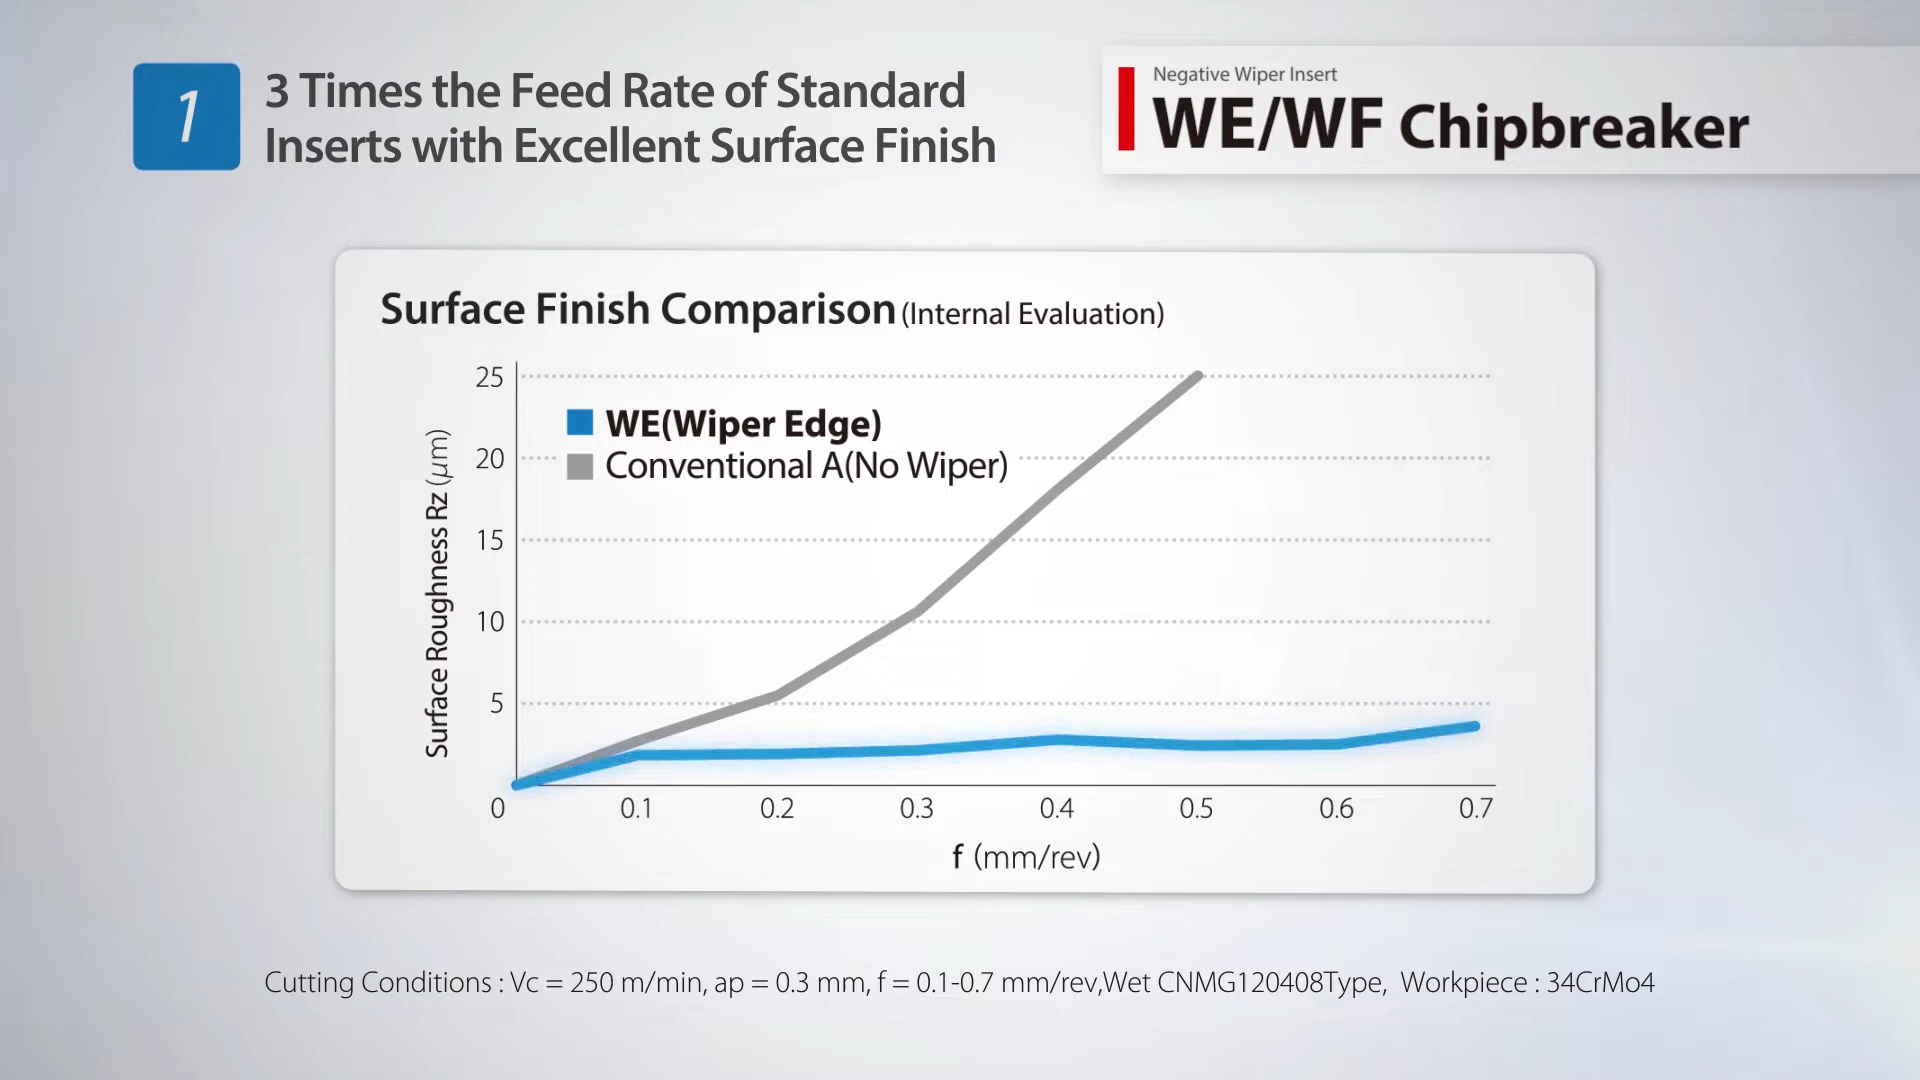 1
3 Times the Feed Rate of Standard
Inserts with Excellent Surface Finish
Negative Wiper Insert
WE/WF Chipbreaker
Surface Finish Comparison (Internal Evaluation)
Surface Roughness Rz (μm)
25
20
15
10
5
0
WE(Wiper Edge)
Conventional A(No Wiper)
0.1 0.2 0.3 0.4 0.5 0.6 0.7
f (mm/rev)
Cutting Conditions : Vc = 250 m/min, ap = 0.3 mm, f = 0.1-0.7 mm/rev,Wet CNMG120408Type, Workpiece : 34CrMo4